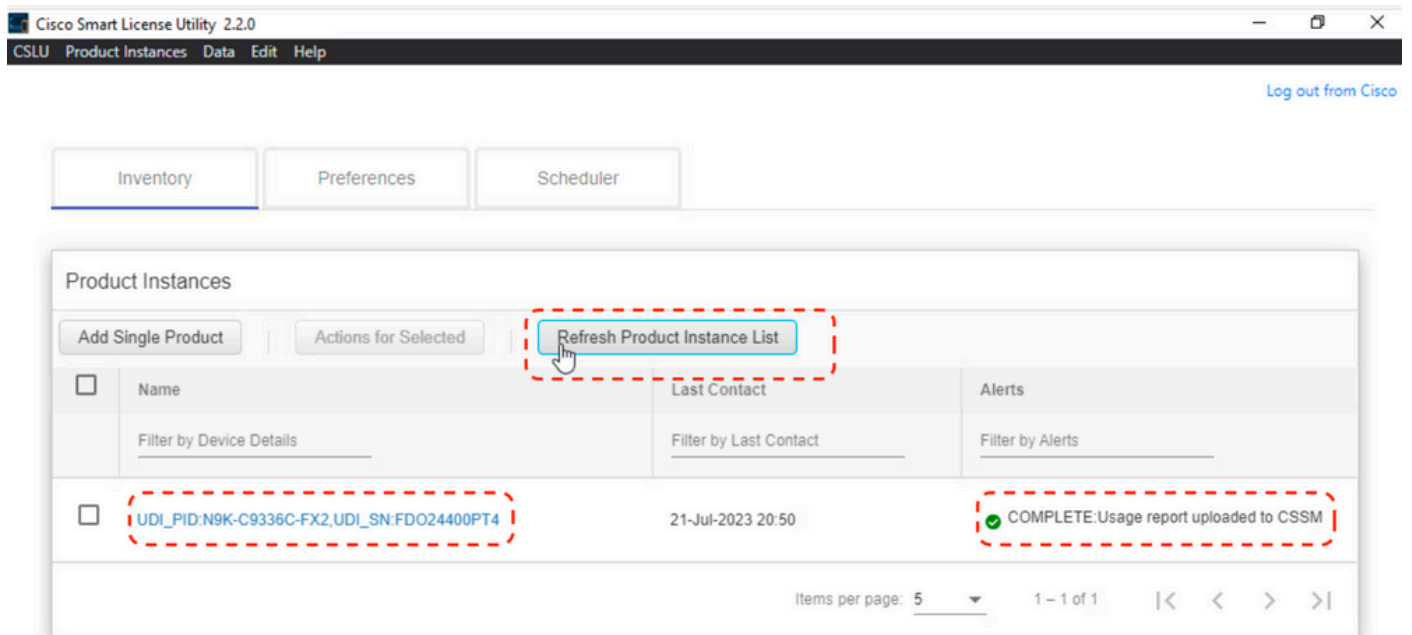 Cisco Smart License Utility 2.2.0
CSLU Product Instances Data Edit Help
Log out from Cisco
Inventory Preferences Scheduler
Product Instances
Add Single Product Actions for Selected Refresh Product Instance List
Name Last Contact Alerts
Filter by Device Details Filter by Last Contact Filter by Alerts
UDI_PID:N9K-C9336C-FX2,UDI_SN:FDO24400PT4 21-Jul-2023 20:50 COMPLETE:Usage report uploaded to CSSM
Items per page: 5 1 – 1 of 1